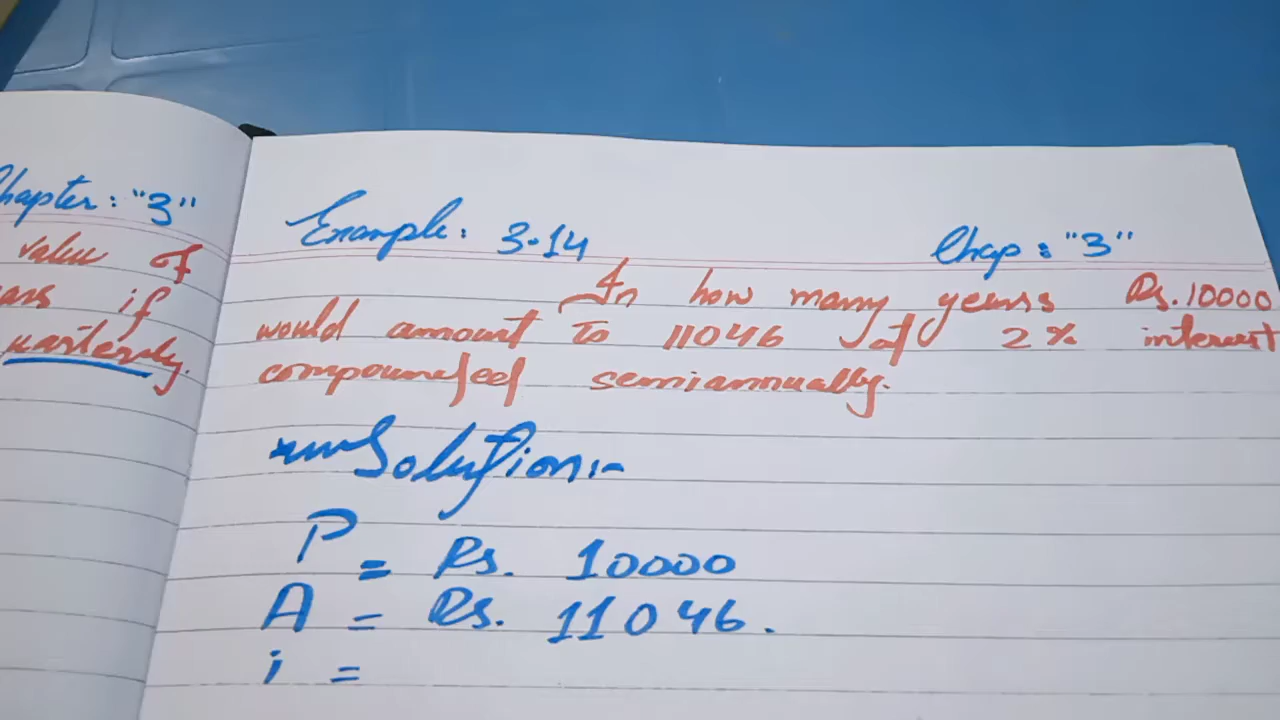 Chapter: "3"
value of
if
Example: 3.14
Chap: "3"
In how many years Rs. 10000
would amount to 11046 at 2% interest
compounded semiannually.
Solution:-
P = Rs. 10000
A = Rs. 11046.
i =